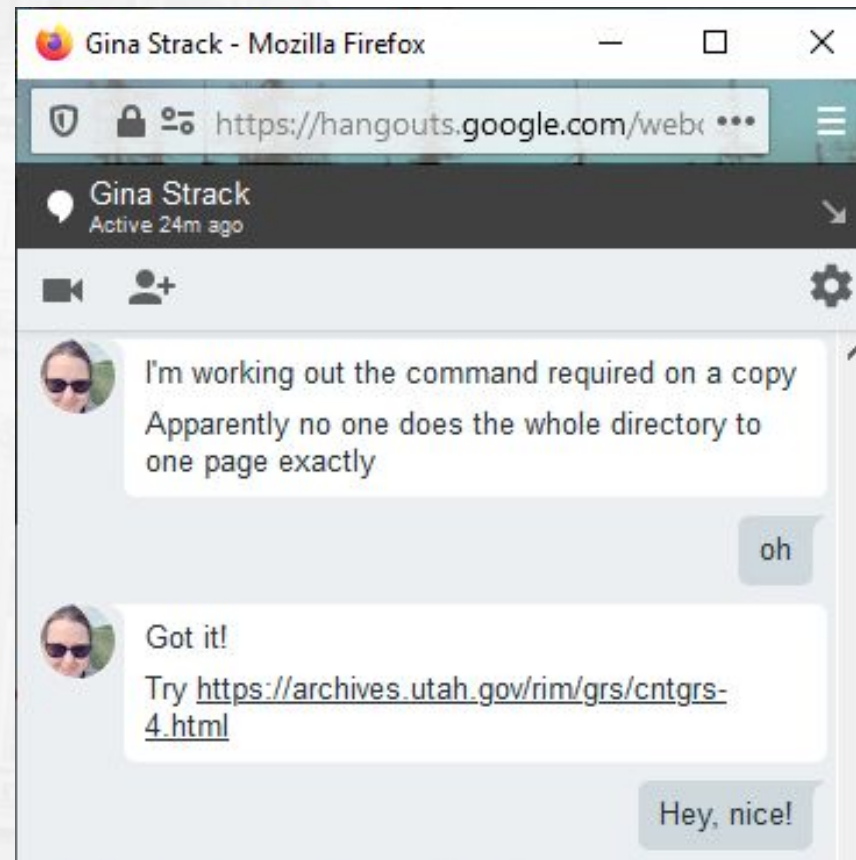 Gina Strack - Mozilla Firefox
https://hangouts.google.com/webc
Gina Strack
Active 24m ago
I'm working out the command required on a copy
Apparently no one does the whole directory to
one page exactly
oh
Got it!
Try https://archives.utah.gov/rim/grs/cntgrs-
4.html
Hey, nice!